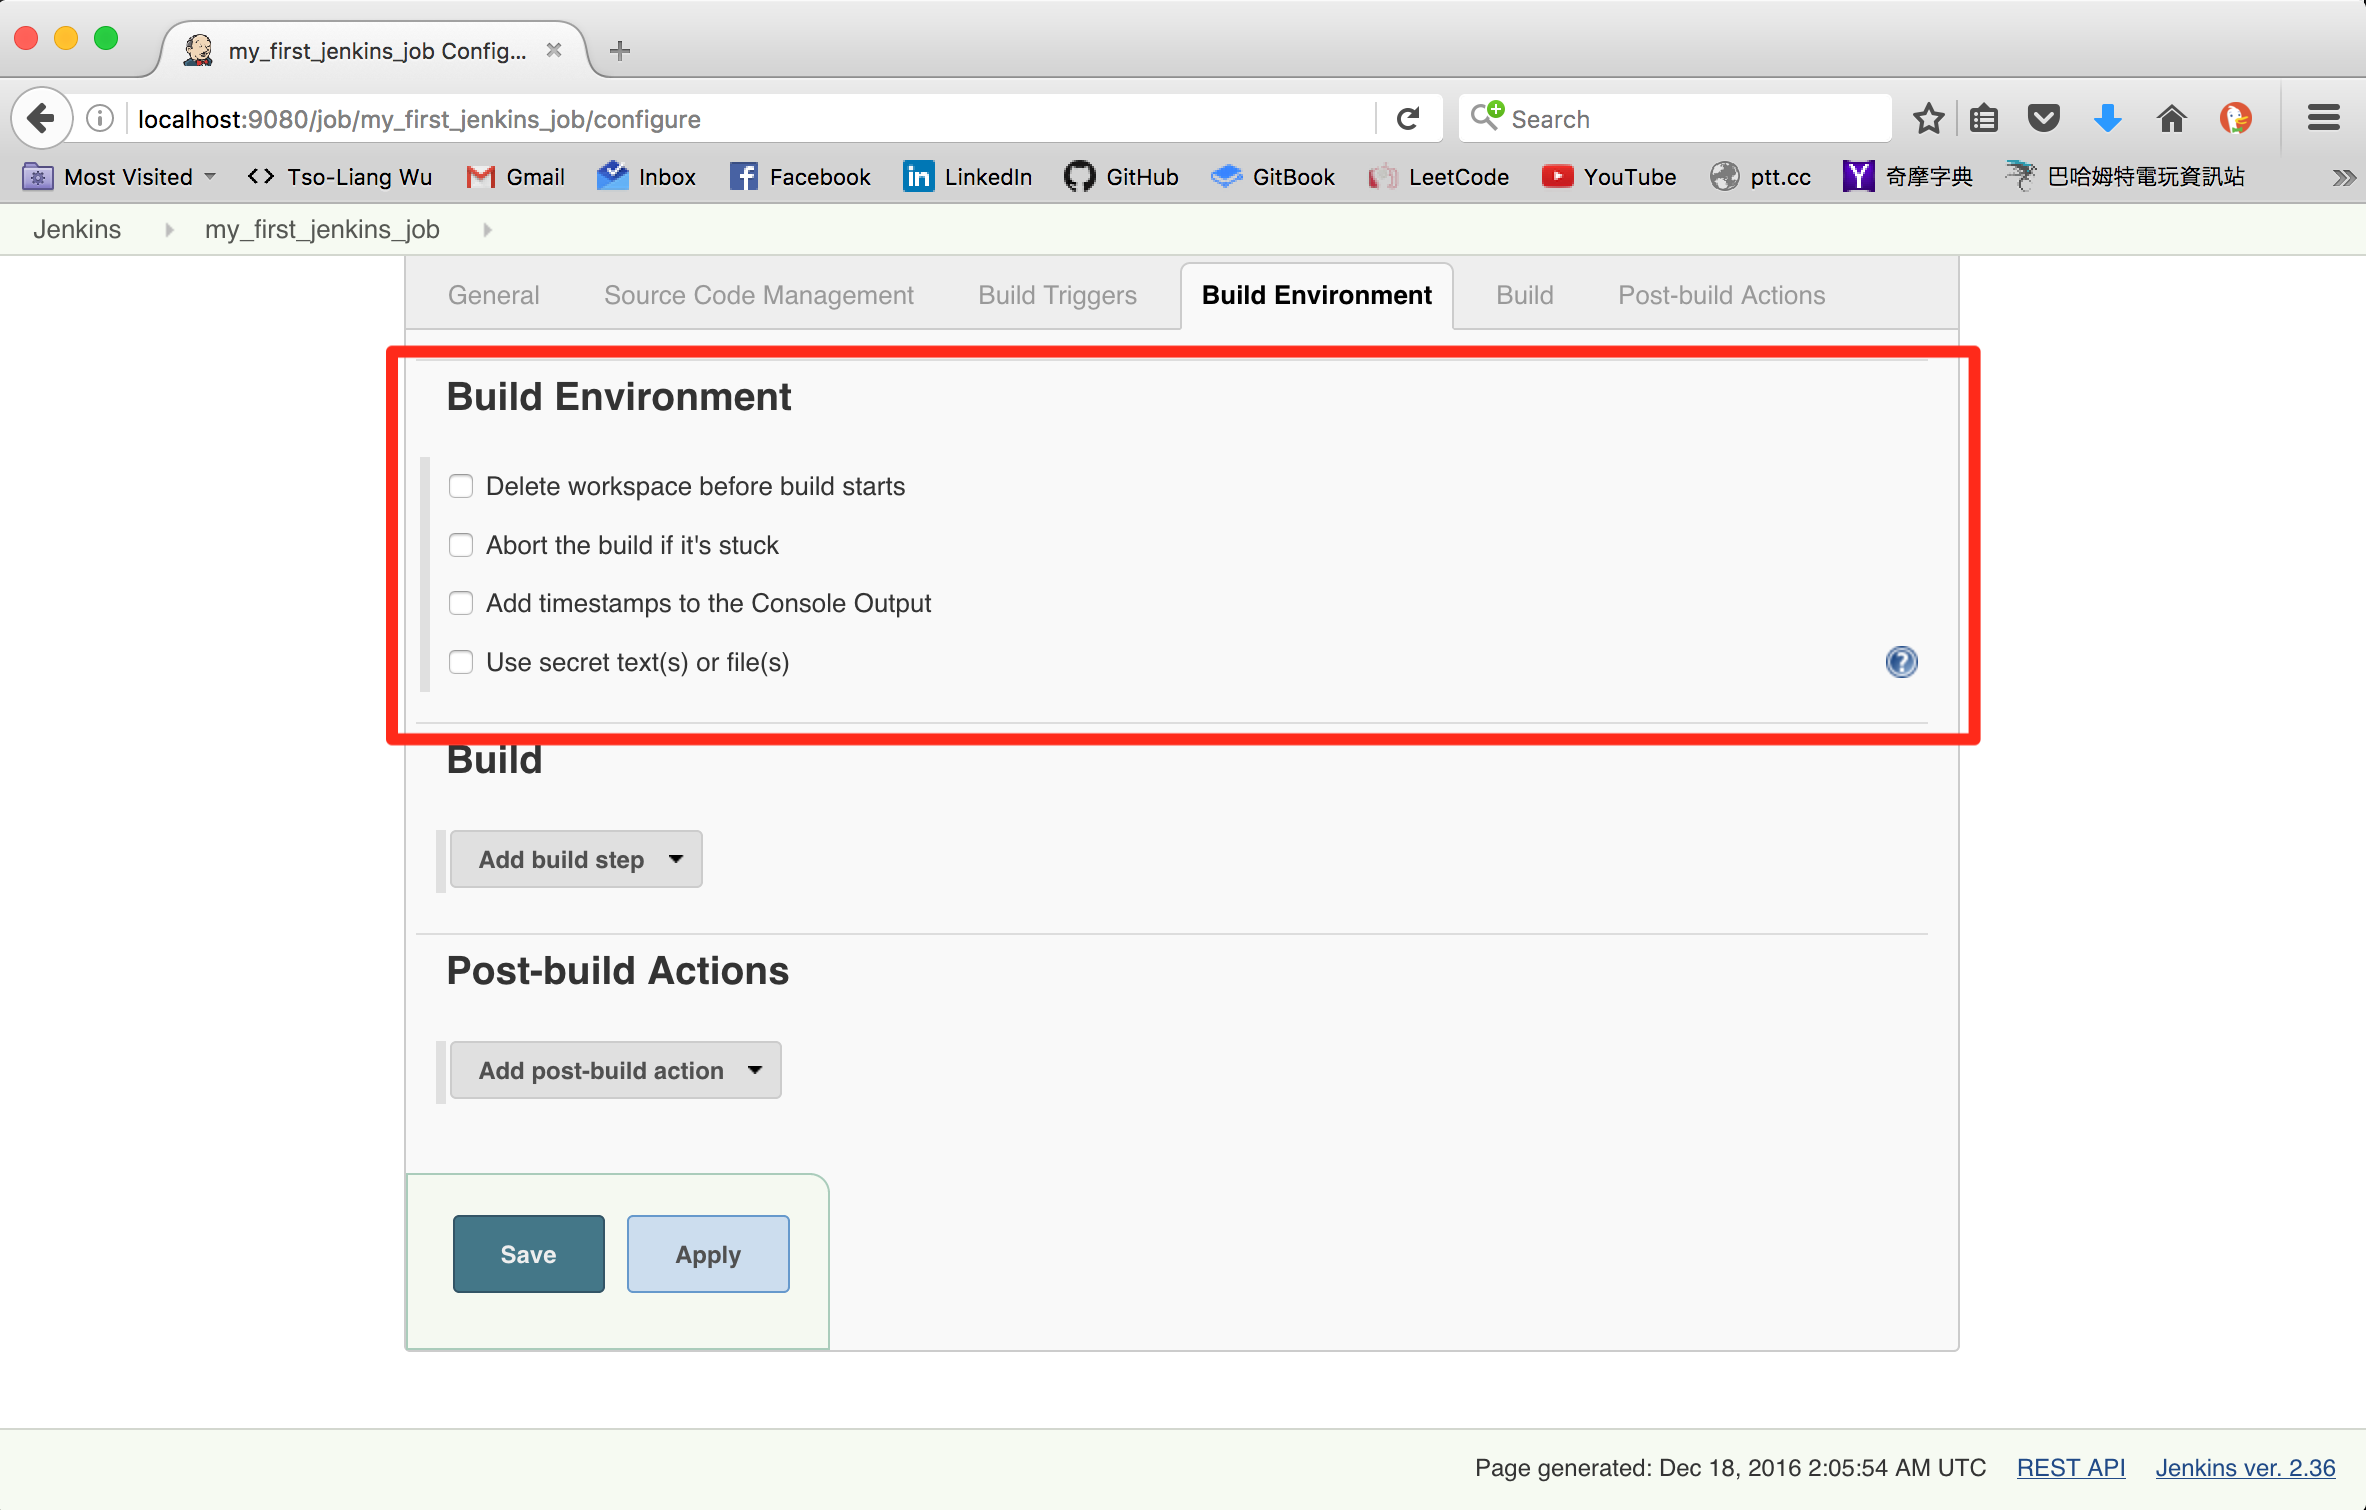 my_first_jenkins_job Config...
localhost:9080/job/my_first_jenkins_job/configure
Search
Most Visited
Tso-Liang Wu
Gmail
Inbox
Facebook
LinkedIn
GitHub
GitBook
LeetCode
YouTube
ptt.cc
奇摩字典
巴哈姆特電玩資訊站
Jenkins
my_first_jenkins_job
General
Source Code Management
Build Triggers
Build Environment
Build
Post-build Actions
Build Environment
Delete workspace before build starts
Abort the build if it's stuck
Add timestamps to the Console Output
Use secret text(s) or file(s)
Build
Add build step
Post-build Actions
Add post-build action
Save
Apply
Page generated: Dec 18, 2016 2:05:54 AM UTC
REST API
Jenkins ver. 2.36